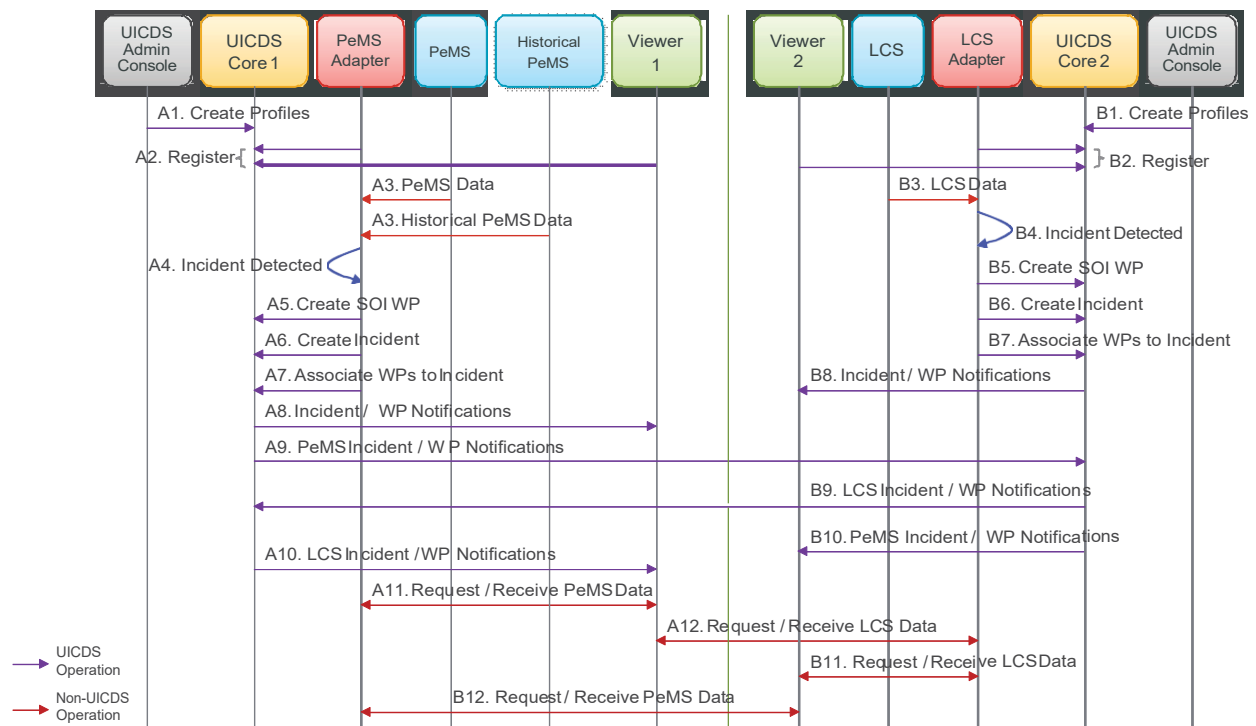 UICDS
Admin
Console
UICDS
Core 1
PeMS
Adapter
PeMS
Historical
PeMS
Viewer
1
Viewer
2
LCS
LCS
Adapter
UICDS
Core 2
UICDS
Admin
Console
A1. Create Profiles
B1. Create Profiles
A2. Register
B2. Register
A3. PeMS Data
B3. LCS Data
A3. Historical PeMS Data
B4. Incident Detected
A4. Incident Detected
B5. Create SOI WP
A5. Create SOI WP
B6. Create Incident
A6. Create Incident
B7. Associate WPs to Incident
A7. Associate WPs to Incident
B8. Incident / WP Notifications
A8. Incident / WP Notifications
A9. PeMS Incident / WP Notifications
B9. LCS Incident / WP Notifications
B10. PeMS Incident / WP Notifications
A10. LCS Incident / WP Notifications
A11. Request / Receive PeMS Data
A12. Request / Receive LCS Data
B11. Request / Receive LCS Data
B12. Request / Receive PeMS Data
UICDS
Operation
Non-UICDS
Operation